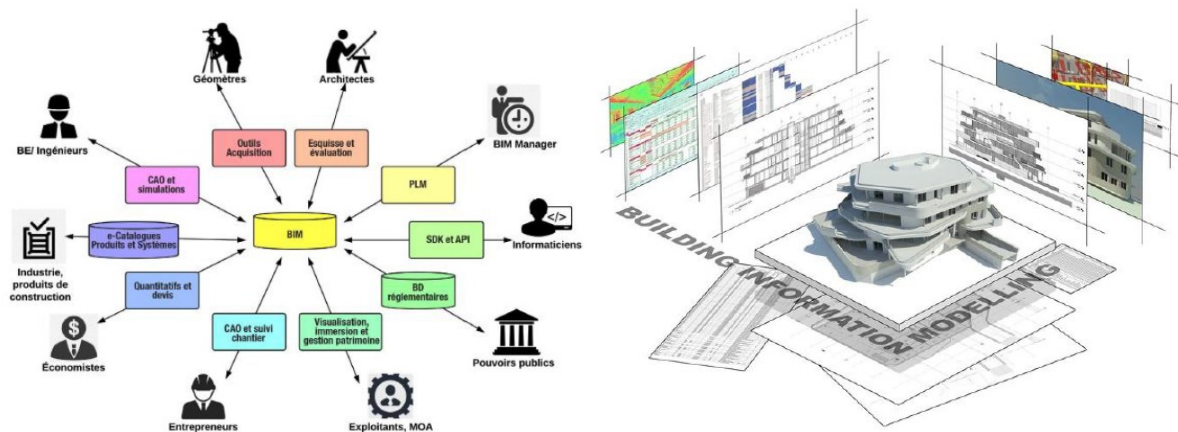 Géomètres
Architectes
BE/ Ingénieurs
BIM Manager
Outils
Acquisition
Esquisse et
évaluation
CAO et
simulations
PLM
e-Catalogues
Produits et Systèmes
BIM
SDK et API
Informaticiens
Industrie,
produits de
construction
Quantitatifs et
devis
BD
réglementaires
CAO et suivi
chantier
Visualisation,
immersion et
gestion patrimoine
Économistes
Pouvoirs publics
Entrepreneurs
Exploitants, MOA
BUILDING INFORMATION MODELLING